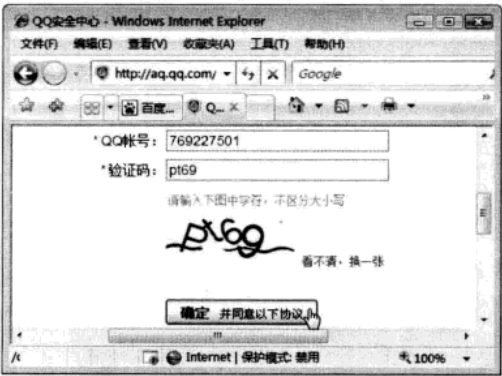 QQ安全中心 - Windows Internet Explorer
文件(F) 编辑(E) 查看(V) 收藏夹(A) 工具(T) 帮助(H)
http://aq.qq.com/ Google
百度... Q...
*QQ帐号: 769227501
*验证码: pt69
请输入下图中字符，不区分大小写
pt69
看不清，换一张
确定 并同意以下协议
Internet | 保护模式: 禁用 100%